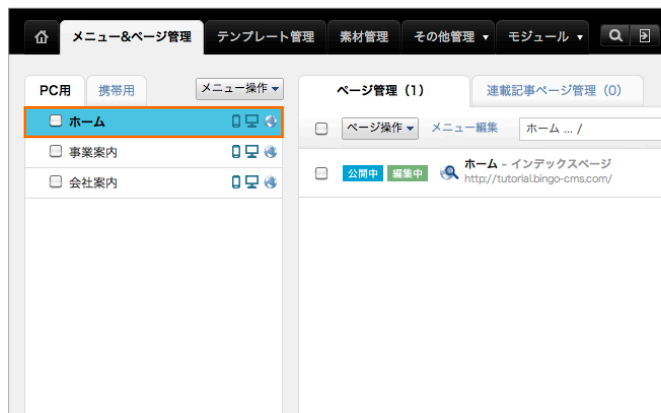 メニュー&ページ管理 テンプレート管理 素材管理 その他管理 ▼ モジュール ▼
PC用 携帯用 メニュー操作▼
ホーム
事業案内
会社案内
ページ管理（1） 連載記事ページ管理（0）
ページ操作▼ メニュー編集 ホーム ... /
公開中 編集中 ホーム - インデックスページ
http://tutorial.bingo-cms.com/